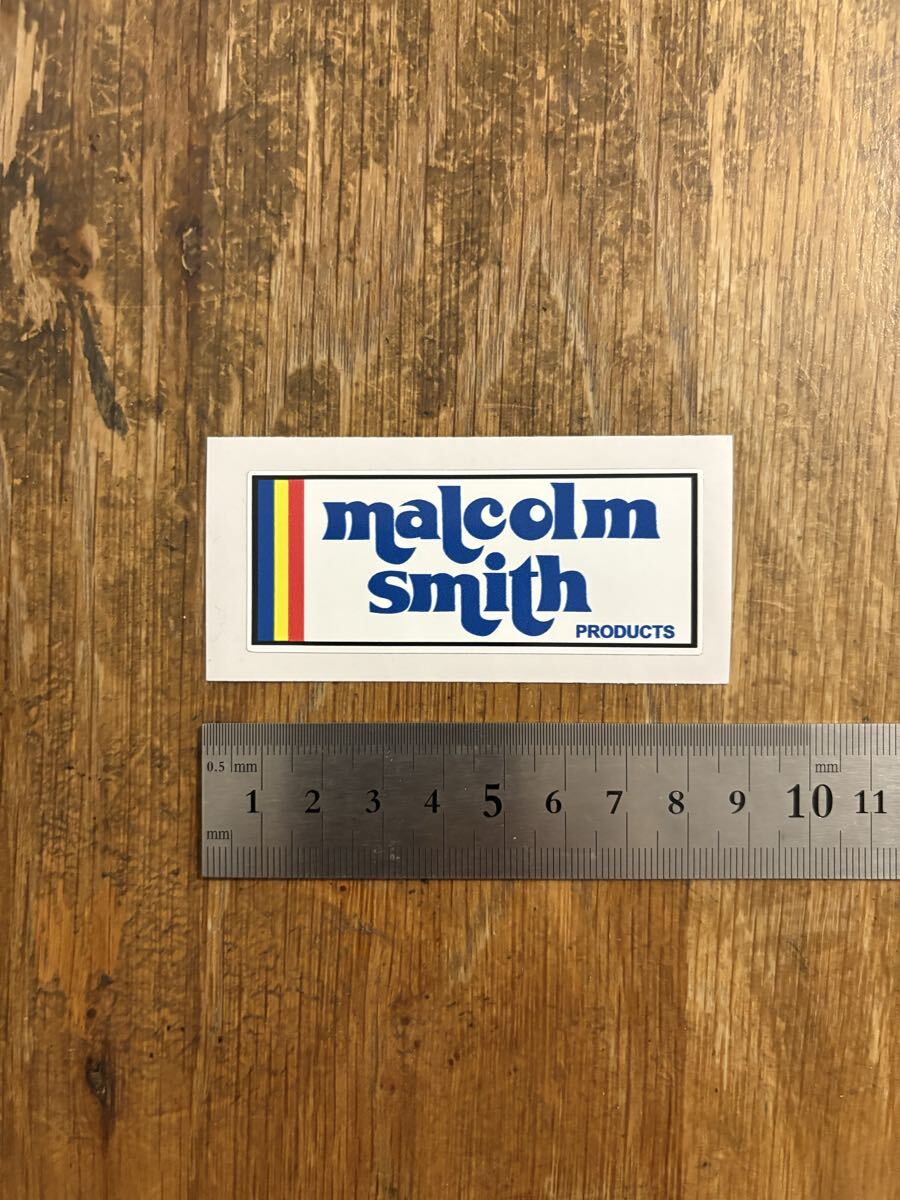 malcolm
smith
PRODUCTS
0.5 mm mm
1 2 3 4 5 6 7 8 9 10 11
mm